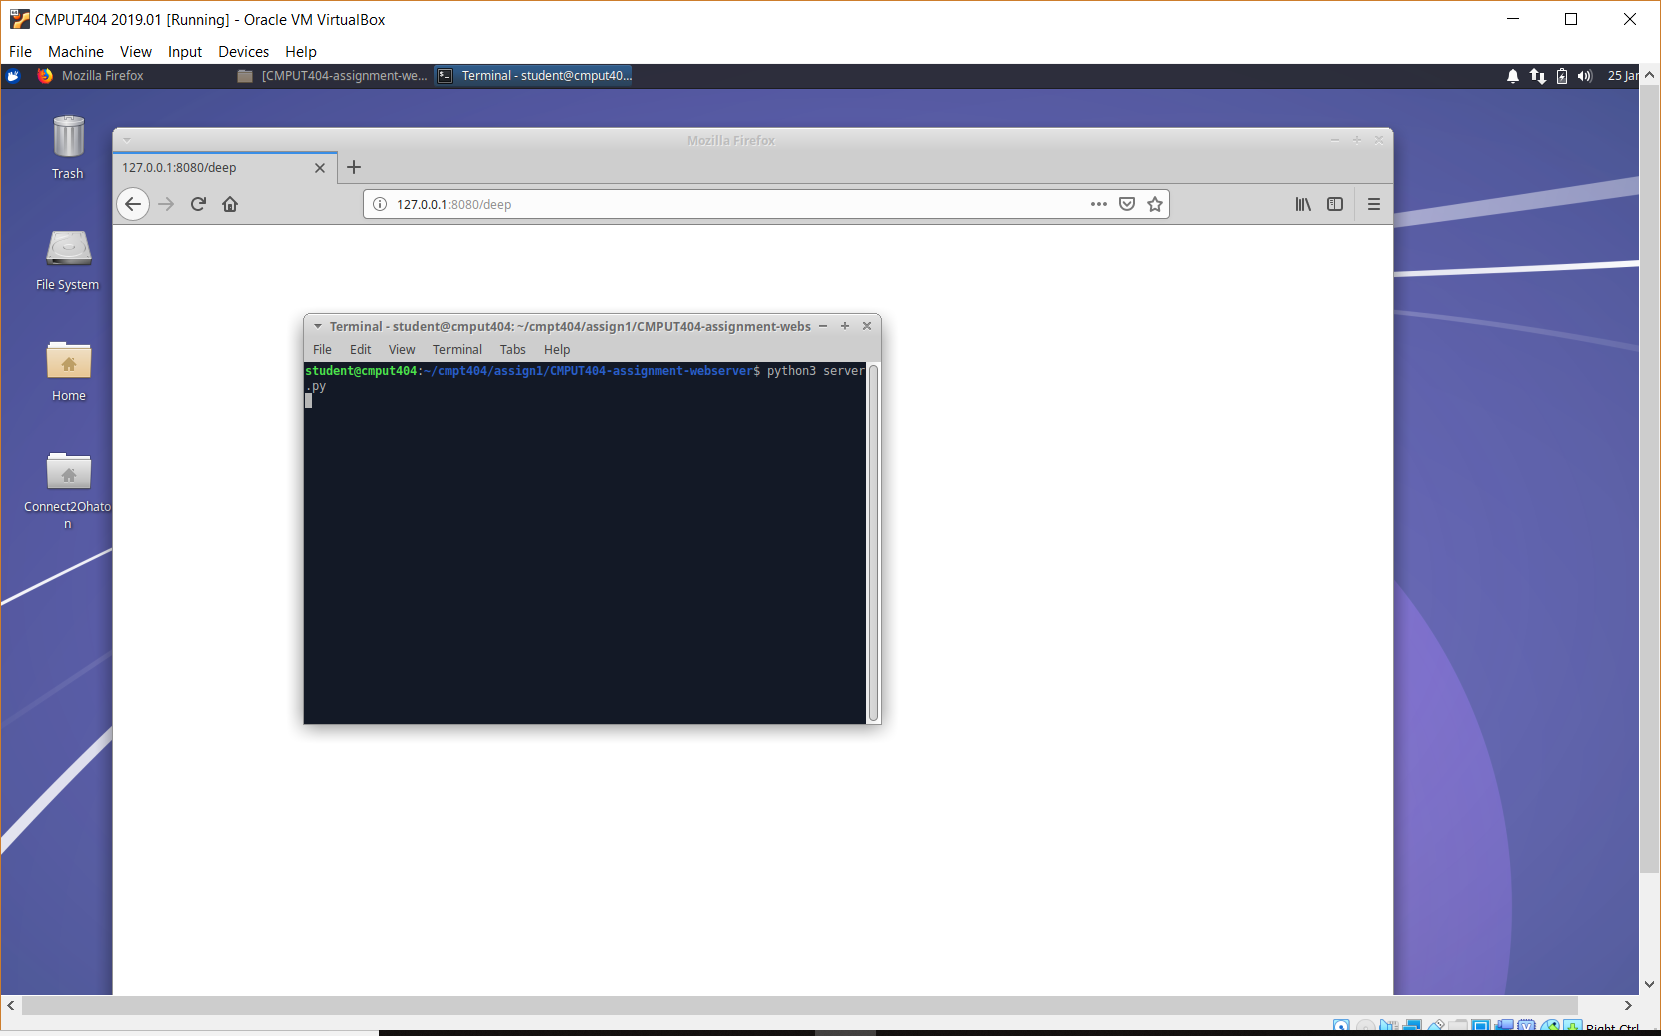 CMPUT404 2019.01 [Running] - Oracle VM VirtualBox
File Machine View Input Devices Help
Mozilla Firefox [CMPUT404-assignment-we... Terminal - student@cmput40... 25 Jar
Trash
File System
Home
Connect2Ohato
n
Mozilla Firefox
127.0.0.1:8080/deep
127.0.0.1:8080/deep
Terminal - student@cmput404: ~/cmpt404/assign1/CMPUT404-assignment-webs
File Edit View Terminal Tabs Help
student@cmput404:~/cmpt404/assign1/CMPUT404-assignment-webserver$ python3 server
.py
Right Ctrl